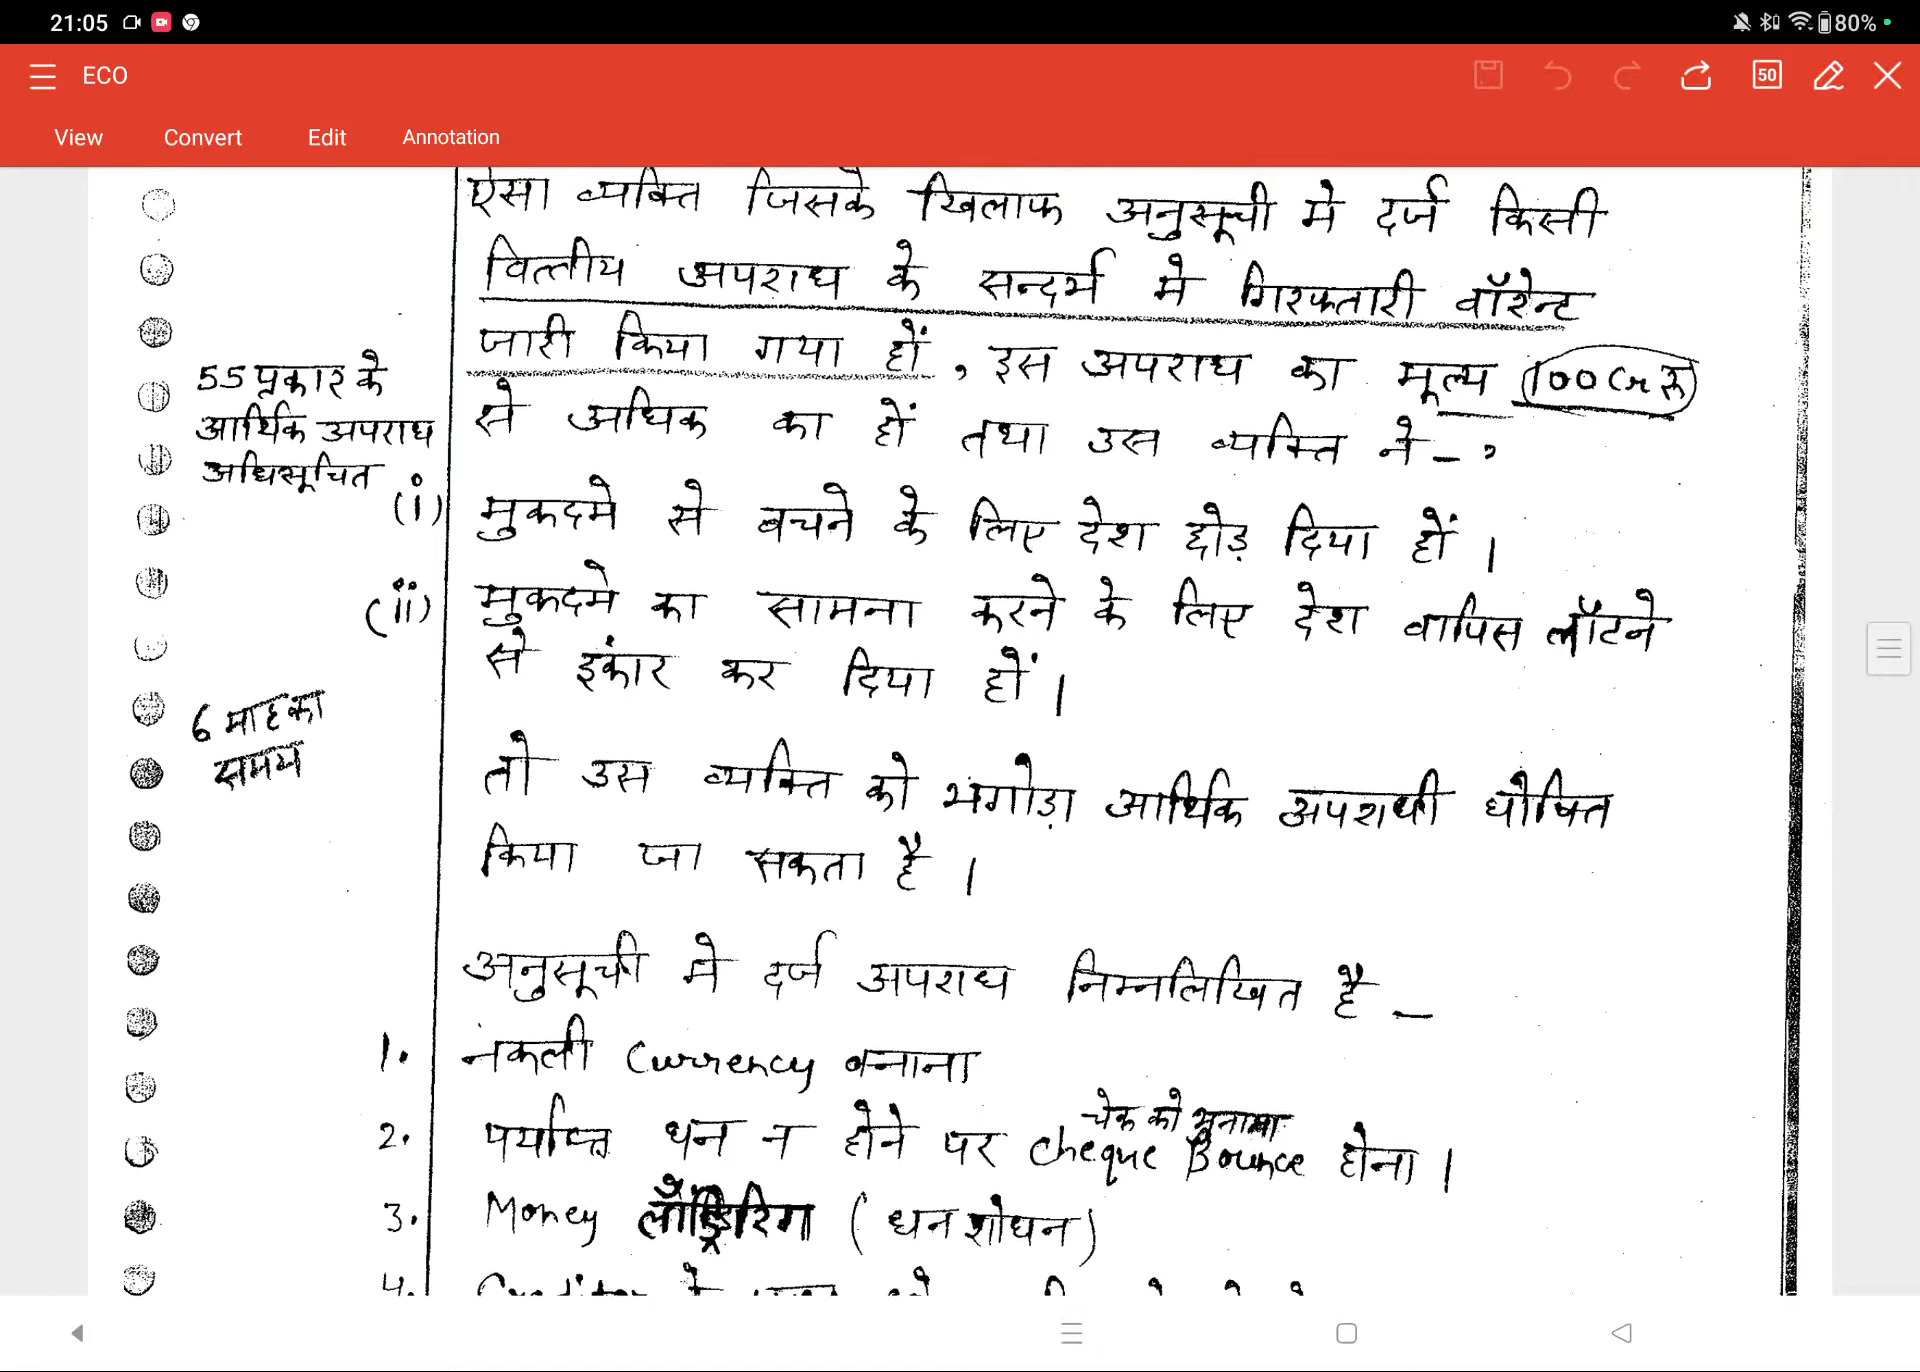 21:05
80%
ECO
50
View Convert Edit Annotation
ऐसा व्यक्ति जिसके खिलाफ अनुसूची मे दर्ज किसी
वित्तीय अपराध के सन्दर्भ मे गिरफ्तारी वॉरेन्ट
जारी किया गया हों, इस अपराध का मूल्य 100 Cr रू
से अधिक का हों तथा उस व्यक्ति ने - ,
55 प्रकार के
आर्थिक अपराध
अधिसूचित
(i) मुकदमे से बचने के लिए देश छोड़ दिया हों ।
(ii) मुकदमे का सामना करने के लिए देश वापिस लॉटने
से इंकार कर दिया हों ।
6 माह का
समय
तो उस व्यक्ति को भगोड़ा आर्थिक अपराधी घोषित
किया जा सकता है ।
अनुसूची मे दर्ज अपराध निम्नलिखित है -
1. नकली Currency बनाना
चेक को भुनाना
2. पर्याप्त धन न होने पर Cheque Bounce होना ।
3. Money लॉण्ड्रिरिंग (धन शोधन)
4.